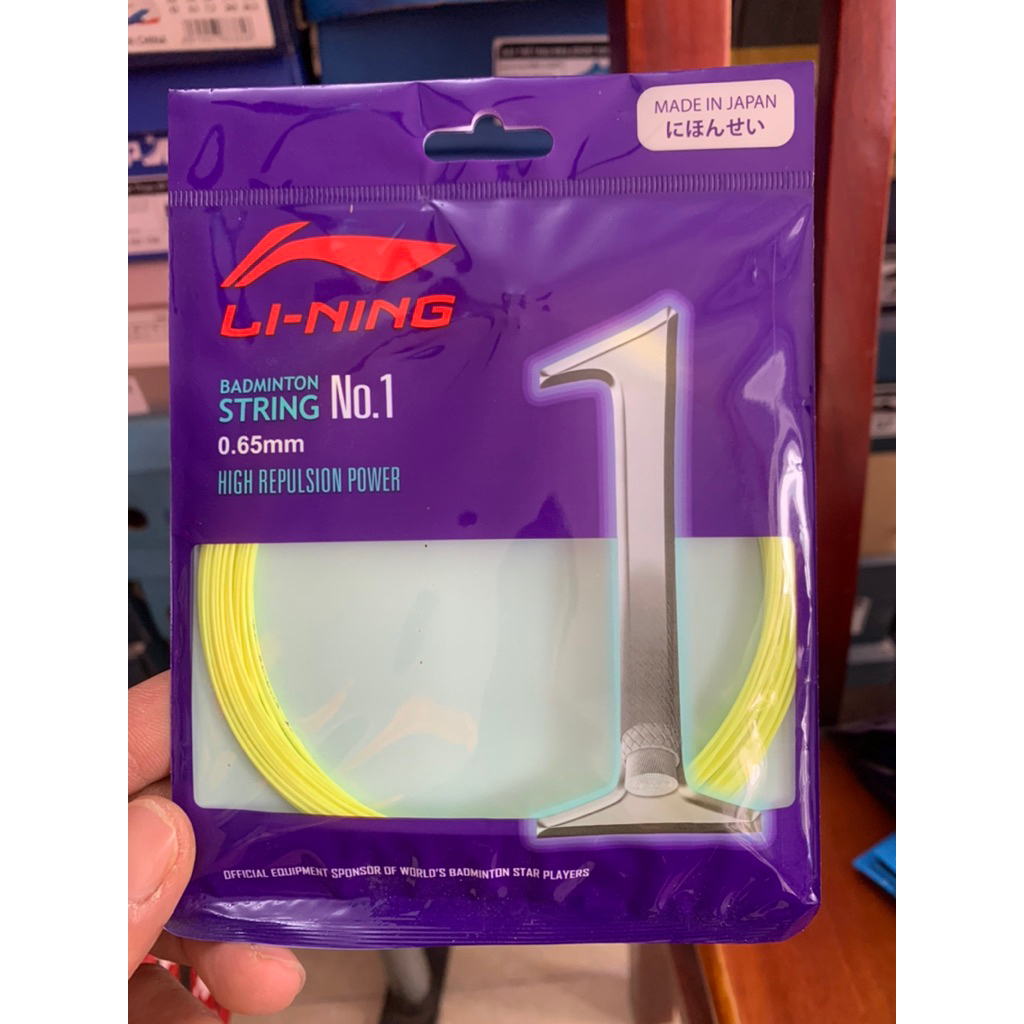 MADE IN JAPAN
にほんせい
LI-NING
BADMINTON
STRING No.1
0.65mm
HIGH REPULSION POWER
1
OFFICIAL EQUIPMENT SPONSOR OF WORLD'S BADMINTON STAR PLAYERS